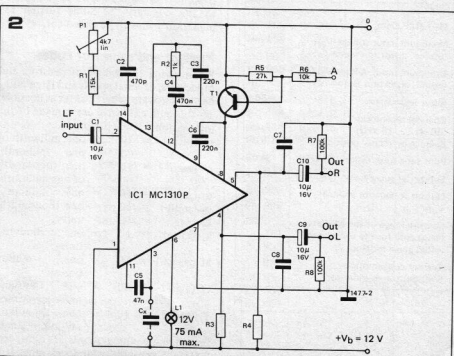 2
P1
4k7
lin
R1
15k
C2
470p
R2
1k
C4
470n
C3
220n
T1
R5
27k
R6
10k
A
0
LF
input
C1
10µ
16V
14
2
13
12
9
C6
220n
8
5
4
7
6
3
11
1
IC1 MC1310P
C7
C10
10µ
16V
R7
100k
Out
R
C9
10µ
16V
Out
L
C8
R8
100k
C5
47n
Cx
L1
12V
75 mA
max.
R3
R4
1477-2
+Vb = 12 V